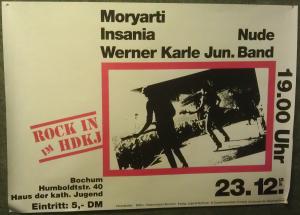 Moryarti
Insania Nude
Werner Karle Jun. Band
19.00 Uhr
ROCK IN
IM HDKJ
Bochum
Humboldtstr. 40
Haus der kath. Jugend
Eintritt: 5,- DM
23.12.